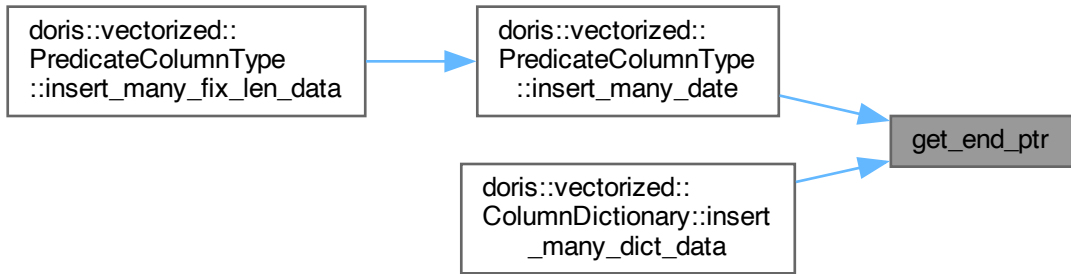 doris::vectorized::
PredicateColumnType
::insert_many_fix_len_data
doris::vectorized::
PredicateColumnType
::insert_many_date
get_end_ptr
doris::vectorized::
ColumnDictionary::insert
_many_dict_data